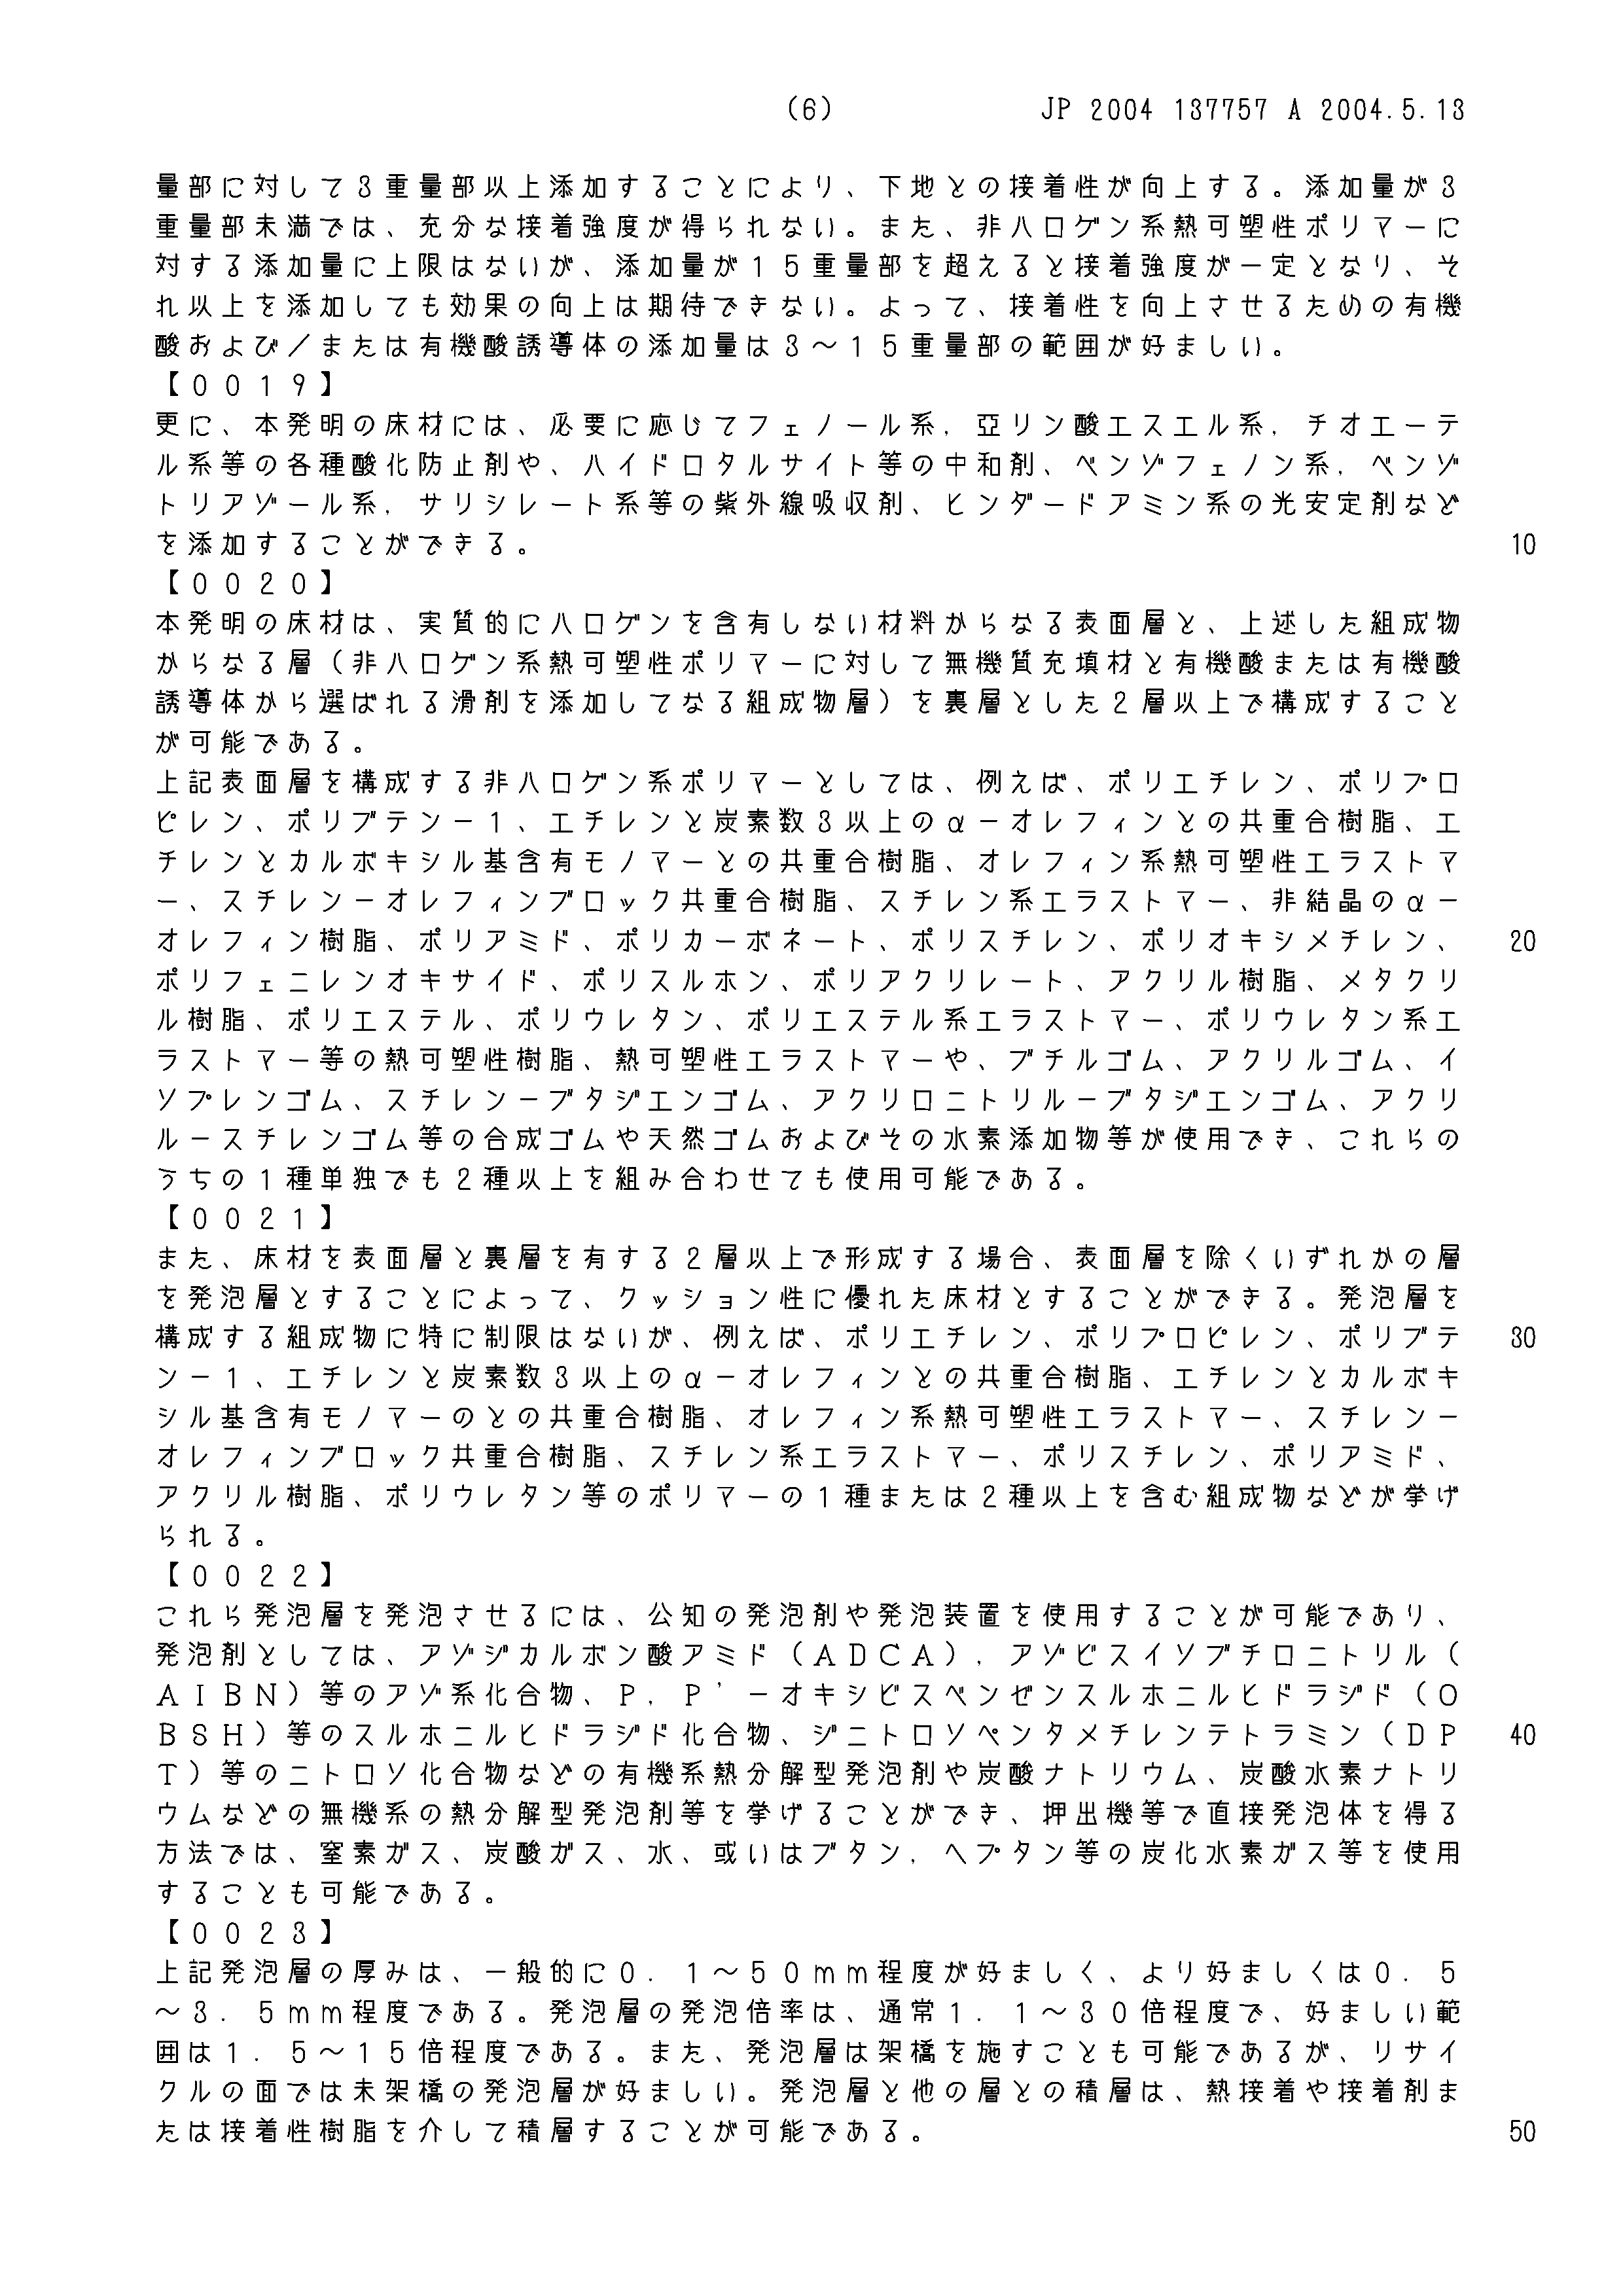 (6)　JP 2004 137757 A 2004.5.13
量部に対して３重量部以上添加することにより、下地との接着性が向上する。添加量が３
重量部未満では、充分な接着強度が得られない。また、非ハロゲン系熱可塑性ポリマーに
対する添加量に上限はないが、添加量が１５重量部を超えると接着強度が一定となり、そ
れ以上を添加しても効果の向上は期待できない。よって、接着性を向上させるための有機
酸および／または有機酸誘導体の添加量は３～１５重量部の範囲が好ましい。
【００１９】
更に、本発明の床材には、必要に応じてフェノール系，亞リン酸エスエル系，チオエーテ
ル系等の各種酸化防止剤や、ハイドロタルサイト等の中和剤、ベンゾフェノン系，ベンゾ
トリアゾール系，サリシレート系等の紫外線吸収剤、ヒンダードアミン系の光安定剤など
を添加することができる。
10
【００２０】
本発明の床材は、実質的にハロゲンを含有しない材料からなる表面層と、上述した組成物
からなる層（非ハロゲン系熱可塑性ポリマーに対して無機質充填材と有機酸または有機酸
誘導体から選ばれる滑剤を添加してなる組成物層）を裏層とした２層以上で構成すること
が可能である。
上記表面層を構成する非ハロゲン系ポリマーとしては、例えば、ポリエチレン、ポリプロ
ピレン、ポリブテン－１、エチレンと炭素数３以上のα－オレフィンとの共重合樹脂、エ
チレンとカルボキシル基含有モノマーとの共重合樹脂、オレフィン系熱可塑性エラストマ
ー、スチレン－オレフィンブロック共重合樹脂、スチレン系エラストマー、非結晶のα－
オレフィン樹脂、ポリアミド、ポリカーボネート、ポリスチレン、ポリオキシメチレン、
20
ポリフェニレンオキサイド、ポリスルホン、ポリアクリレート、アクリル樹脂、メタクリ
ル樹脂、ポリエステル、ポリウレタン、ポリエステル系エラストマー、ポリウレタン系エ
ラストマー等の熱可塑性樹脂、熱可塑性エラストマーや、ブチルゴム、アクリルゴム、イ
ソプレンゴム、スチレン－ブタジエンゴム、アクリロニトリル－ブタジエンゴム、アクリ
ル－スチレンゴム等の合成ゴムや天然ゴムおよびその水素添加物等が使用でき、これらの
うちの１種単独でも２種以上を組み合わせても使用可能である。
【００２１】
また、床材を表面層と裏層を有する２層以上で形成する場合、表面層を除くいずれかの層
を発泡層とすることによって、クッション性に優れた床材とすることができる。発泡層を
構成する組成物に特に制限はないが、例えば、ポリエチレン、ポリプロピレン、ポリブテ
30
ン－１、エチレンと炭素数３以上のα－オレフィンとの共重合樹脂、エチレンとカルボキ
シル基含有モノマーのとの共重合樹脂、オレフィン系熱可塑性エラストマー、スチレン－
オレフィンブロック共重合樹脂、スチレン系エラストマー、ポリスチレン、ポリアミド、
アクリル樹脂、ポリウレタン等のポリマーの１種または２種以上を含む組成物などが挙げ
られる。
【００２２】
これら発泡層を発泡させるには、公知の発泡剤や発泡装置を使用することが可能であり、
発泡剤としては、アゾジカルボン酸アミド（ＡＤＣＡ），アゾビスイソブチロニトリル（
ＡＩＢＮ）等のアゾ系化合物、Ｐ，Ｐ’－オキシビスベンゼンスルホニルヒドラジド（Ｏ
ＢＳＨ）等のスルホニルヒドラジド化合物、ジニトロソペンタメチレンテトラミン（ＤＰ
40
Ｔ）等のニトロソ化合物などの有機系熱分解型発泡剤や炭酸ナトリウム、炭酸水素ナトリ
ウムなどの無機系の熱分解型発泡剤等を挙げることができ、押出機等で直接発泡体を得る
方法では、窒素ガス、炭酸ガス、水、或いはブタン，ヘプタン等の炭化水素ガス等を使用
することも可能である。
【００２３】
上記発泡層の厚みは、一般的に０．１～５０ｍｍ程度が好ましく、より好ましくは０．５
～３．５ｍｍ程度である。発泡層の発泡倍率は、通常１．１～３０倍程度で、好ましい範
囲は１．５～１５倍程度である。また、発泡層は架橋を施すことも可能であるが、リサイ
クルの面では未架橋の発泡層が好ましい。発泡層と他の層との積層は、熱接着や接着剤ま
たは接着性樹脂を介して積層することが可能である。
50